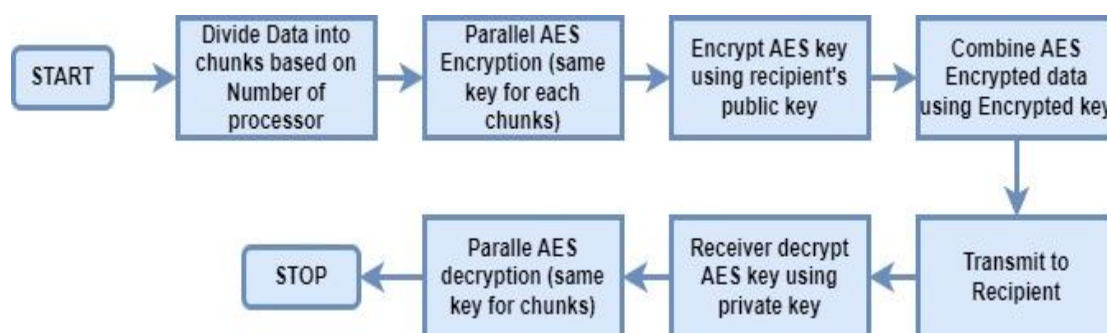 START
Divide Data into
chunks based on
Number of
processor
Parallel AES
Encryption (same
key for each
chunks)
Encrypt AES key
using recipient's
public key
Combine AES
Encrypted data
using Encrypted key
Transmit to
Recipient
Receiver decrypt
AES key using
private key
Paralle AES
decryption (same
key for chunks)
STOP